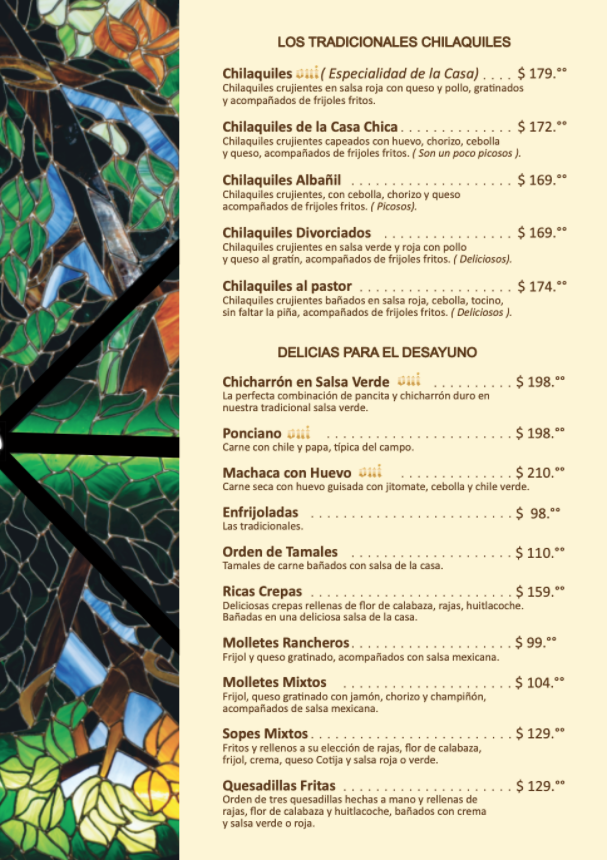 LOS TRADICIONALES CHILAQUILES
Chilaquiles oui ( Especialidad de la Casa) . . . . $ 179.°°
Chilaquiles crujientes en salsa roja con queso y pollo, gratinados
y acompañados de frijoles fritos.
Chilaquiles de la Casa Chica . . . . . . . . . . . . . . $ 172.°°
Chilaquiles crujientes capeados con huevo, chorizo, cebolla
y queso, acompañados de frijoles fritos. ( Son un poco picosos ).
Chilaquiles Albañil . . . . . . . . . . . . . . . . . . . . $ 169.°°
Chilaquiles crujientes, con cebolla, chorizo y queso
acompañados de frijoles fritos. ( Picosos).
Chilaquiles Divorciados . . . . . . . . . . . . . . . . $ 169.°°
Chilaquiles crujientes en salsa verde y roja con pollo
y queso al gratín, acompañados de frijoles fritos. ( Deliciosos).
Chilaquiles al pastor . . . . . . . . . . . . . . . . . . . $ 174.°°
Chilaquiles crujientes bañados en salsa roja, cebolla, tocino,
sin faltar la piña, acompañados de frijoles fritos. ( Deliciosos ).
DELICIAS PARA EL DESAYUNO
Chicharrón en Salsa Verde oui . . . . . . . . . . $ 198.°°
La perfecta combinación de pancita y chicharrón duro en
nuestra tradicional salsa verde.
Ponciano oui . . . . . . . . . . . . . . . . . . . . . . . $ 198.°°
Carne con chile y papa, típica del campo.
Machaca con Huevo oui . . . . . . . . . . . . . . $ 210.°°
Carne seca con huevo guisada con jitomate, cebolla y chile verde.
Enfrijoladas . . . . . . . . . . . . . . . . . . . . . . . . . $ 98.°°
Las tradicionales.
Orden de Tamales . . . . . . . . . . . . . . . . . . . . $ 110.°°
Tamales de carne bañados con salsa de la casa.
Ricas Crepas . . . . . . . . . . . . . . . . . . . . . . . . . $ 159.°°
Deliciosas crepas rellenas de flor de calabaza, rajas, huitlacoche.
Bañadas en una deliciosa salsa de la casa.
Molletes Rancheros . . . . . . . . . . . . . . . . . . . . $ 99.°°
Frijol y queso gratinado, acompañados con salsa mexicana.
Molletes Mixtos . . . . . . . . . . . . . . . . . . . . . $ 104.°°
Frijol, queso gratinado con jamón, chorizo y champiñón,
acompañados de salsa mexicana.
Sopes Mixtos . . . . . . . . . . . . . . . . . . . . . . . . . $ 129.°°
Fritos y rellenos a su elección de rajas, flor de calabaza,
frijol, crema, queso Cotija y salsa roja o verde.
Quesadillas Fritas . . . . . . . . . . . . . . . . . . . . . $ 129.°°
Orden de tres quesadillas hechas a mano y rellenas de
rajas, flor de calabaza y huitlacoche, bañados con crema
y salsa verde o roja.